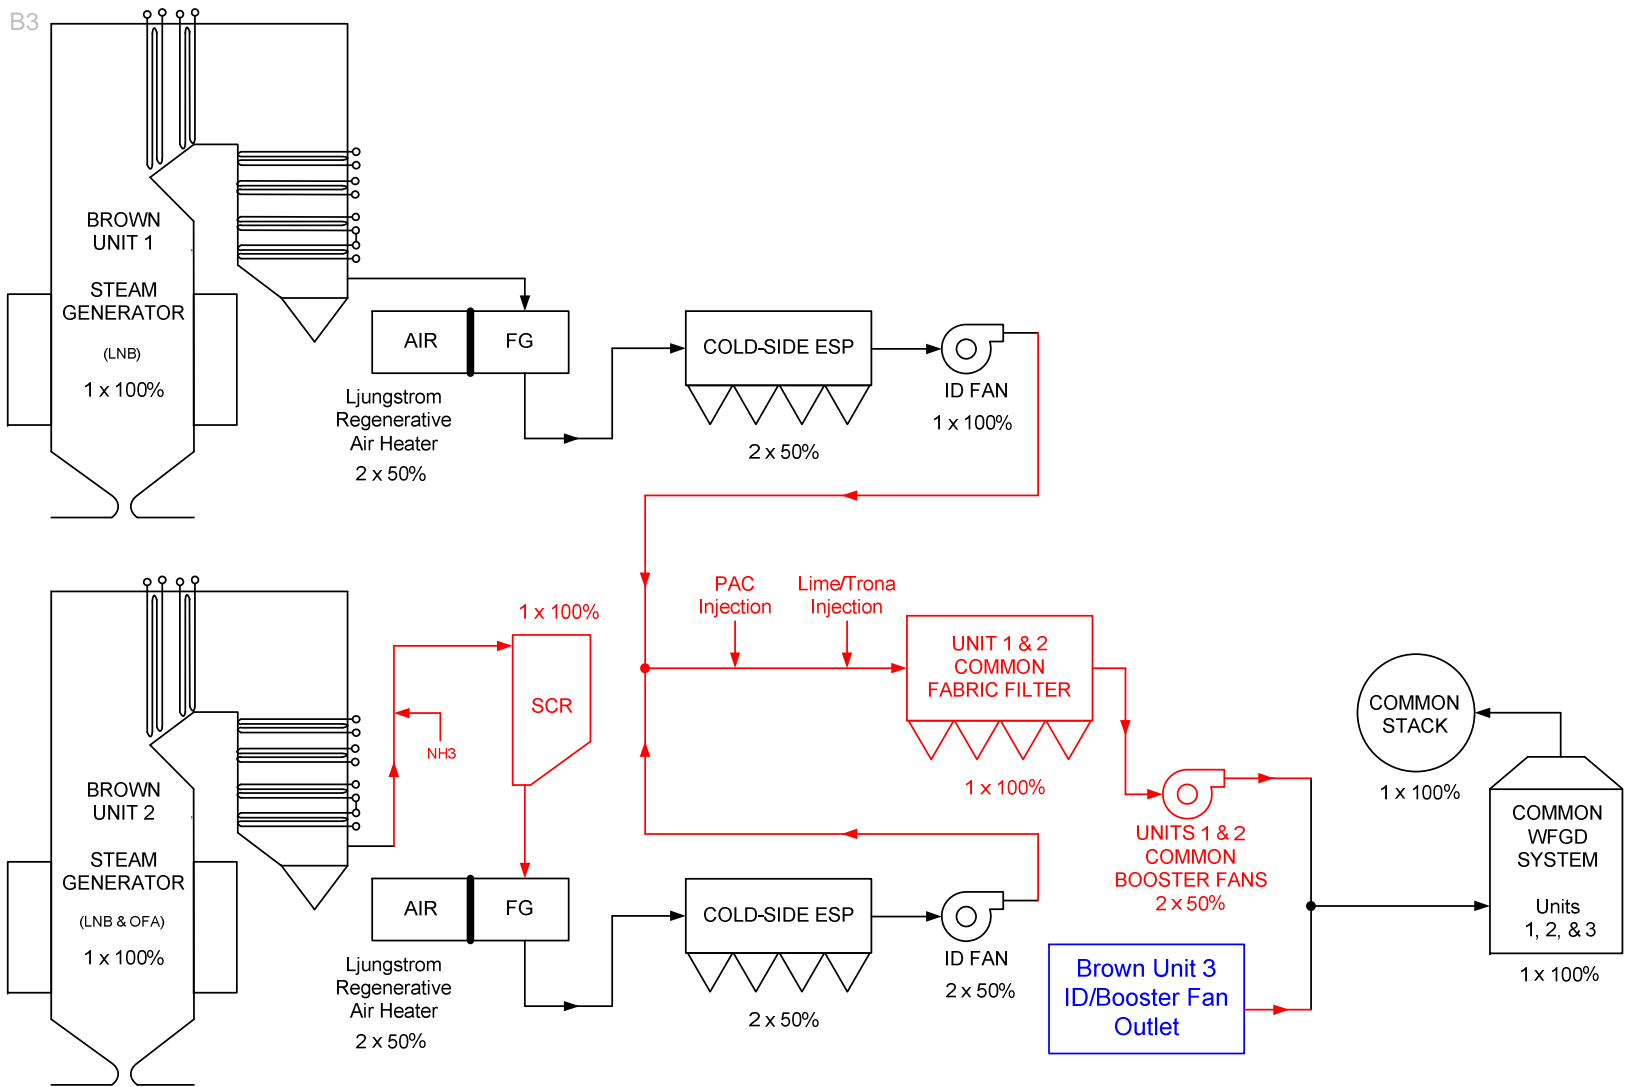 B3
BROWN
UNIT 1
STEAM
GENERATOR
(LNB)
1 x 100%
AIR
FG
Ljungstrom
Regenerative
Air Heater
2 x 50%
COLD-SIDE ESP
2 x 50%
ID FAN
1 x 100%
BROWN
UNIT 2
STEAM
GENERATOR
(LNB & OFA)
1 x 100%
NH3
1 x 100%
SCR
AIR
FG
Ljungstrom
Regenerative
Air Heater
2 x 50%
COLD-SIDE ESP
2 x 50%
ID FAN
2 x 50%
PAC
Injection
Lime/Trona
Injection
UNIT 1 & 2
COMMON
FABRIC FILTER
1 x 100%
UNITS 1 & 2
COMMON
BOOSTER FANS
2 x 50%
Brown Unit 3
ID/Booster Fan
Outlet
COMMON
STACK
1 x 100%
COMMON
WFGD
SYSTEM
Units
1, 2, & 3
1 x 100%